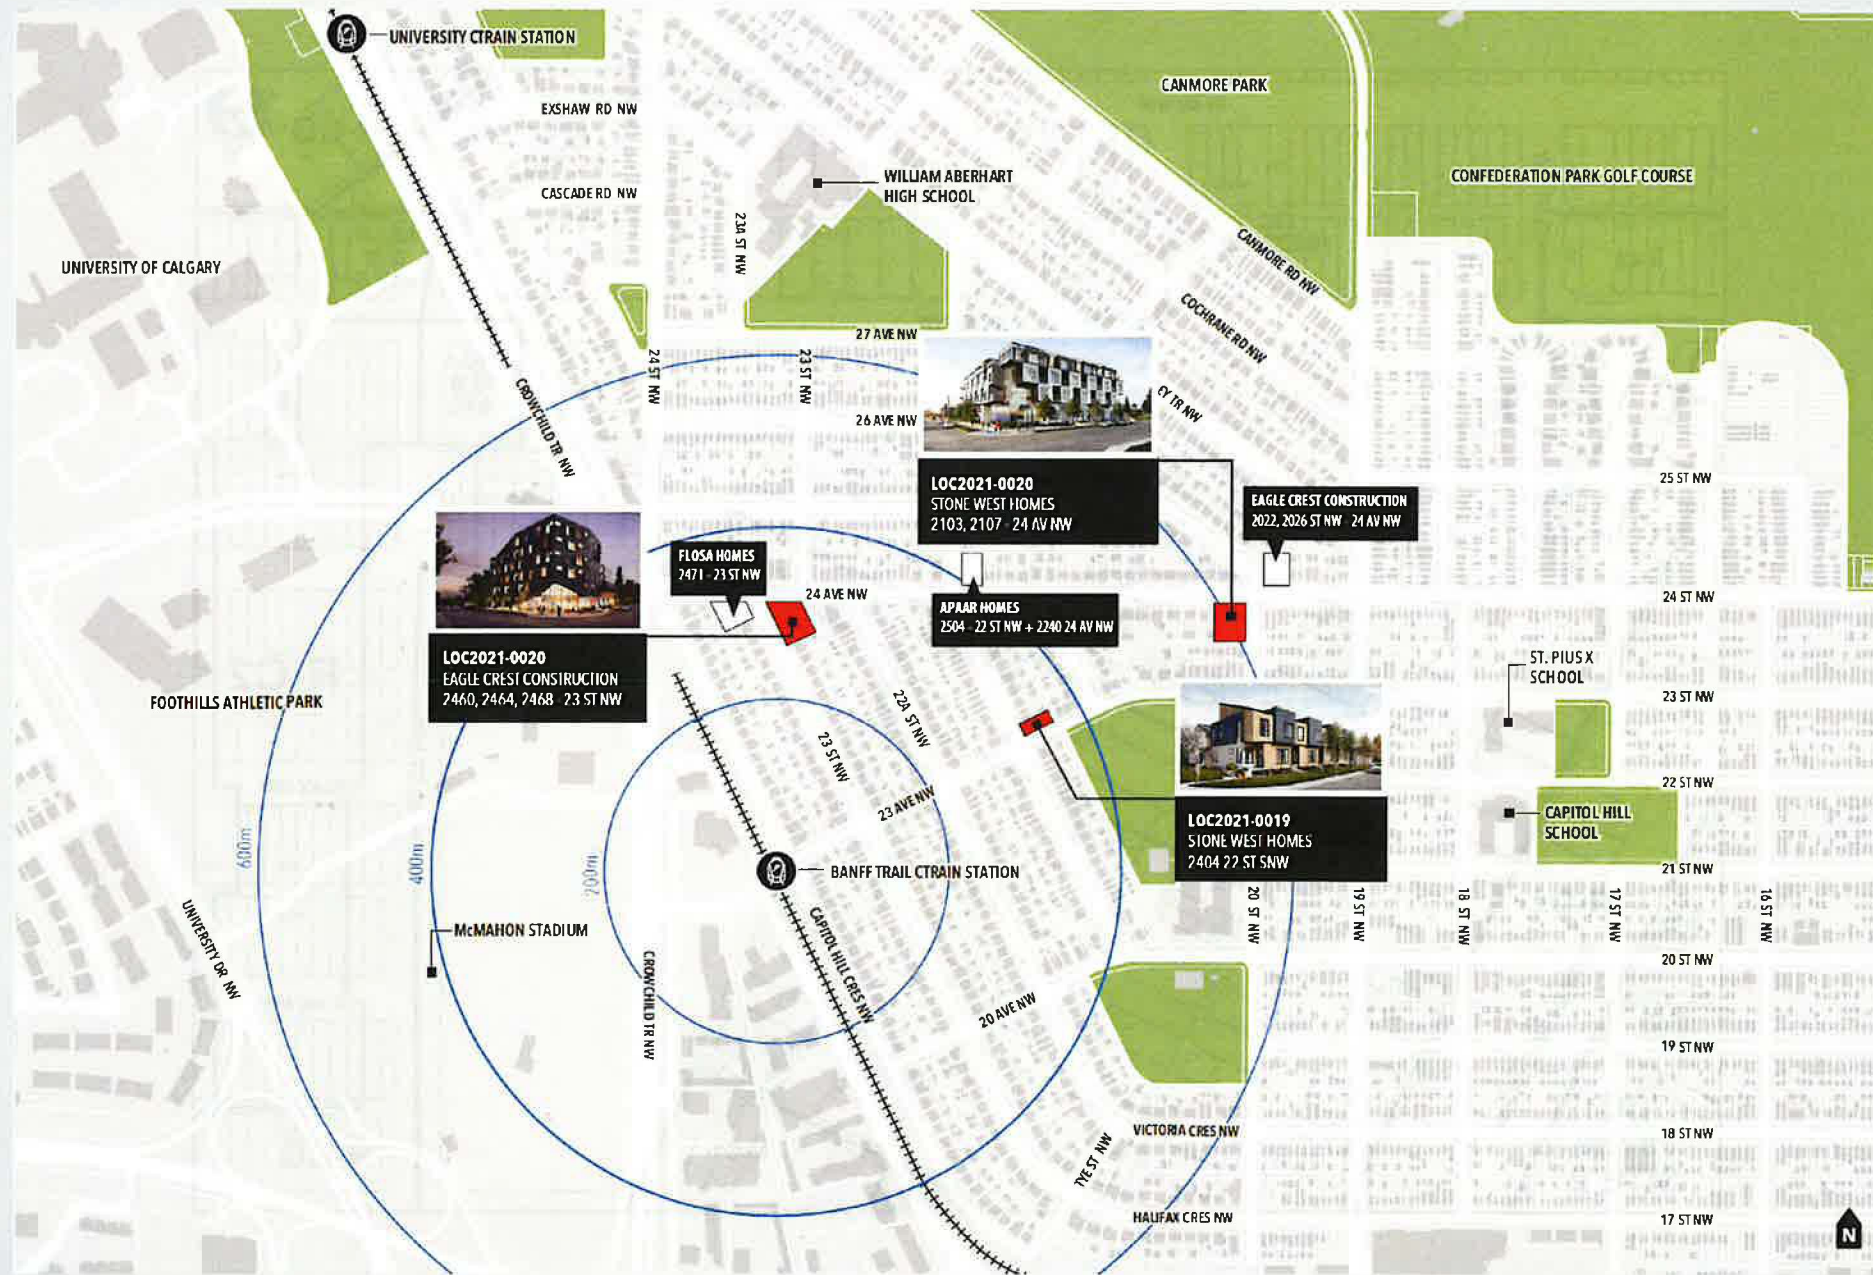 UNIVERSITY CTRAIN STATION
EXSHAW RD NW
CASCADE RD NW
CANMORE PARK
CONFEDERATION PARK GOLF COURSE
WILLIAM ABERHART
HIGH SCHOOL
23A ST NW
UNIVERSITY OF CALGARY
CANMORE RD NW
COCHRANE RD NW
27 AVE NW
24 ST NW
23 ST NW
26 AVE NW
EY TR NW
CROWCHILD TR NW
25 ST NW
LOC2021-0020
STONE WEST HOMES
2103, 2107 - 24 AV NW
EAGLE CREST CONSTRUCTION
2022, 2026 ST NW - 24 AV NW
FLOSA HOMES
2471 - 23 ST NW
24 AVE NW
APAAR HOMES
2504 - 22 ST NW + 2240 24 AV NW
24 ST NW
LOC2021-0020
EAGLE CREST CONSTRUCTION
2460, 2464, 2468 - 23 ST NW
FOOTHILLS ATHLETIC PARK
ST. PIUS X
SCHOOL
23 ST NW
22A ST NW
23 ST NW
23 AVE NW
22 ST NW
LOC2021-0019
STONE WEST HOMES
2404 22 ST SNW
CAPITOL HILL
SCHOOL
600m
400m
200m
BANFF TRAIL CTRAIN STATION
21 ST NW
20 ST NW
19 ST NW
18 ST NW
17 ST NW
16 ST NW
McMAHON STADIUM
UNIVERSITY DR NW
CROWCHILD TR NW
CAPITOL HILL CRES NW
20 AVE NW
20 ST NW
19 ST NW
VICTORIA CRES NW
18 ST NW
TYE ST NW
HALIFAX CRES NW
17 ST NW
N